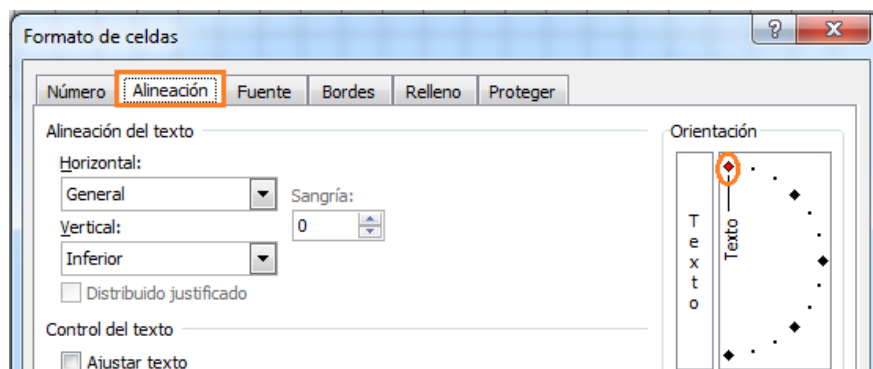 Formato de celdas
Número Alineación Fuente Bordes Relleno Proteger
Alineación del texto
Horizontal:
General
Sangría:
0
Vertical:
Inferior
Distribuido justificado
Control del texto
Ajustar texto
Orientación
Texto
Texto